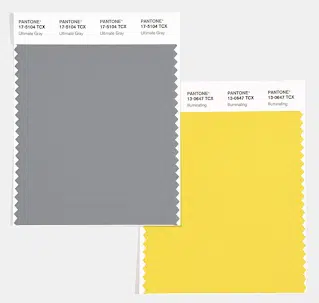 PANTONE® PANTONE® PANTONE® PANTONE®
17-5104 TCX 17-5104 TCX 17-5104 TCX 17-5104 TCX
Ultimate Gray Ultimate Gray Ultimate Gray Ultimate Gray
PANTONE® PANTONE® PANTONE®
13-0647 TCX 13-0647 TCX 13-0647 TCX
Illuminating Illuminating Illuminating